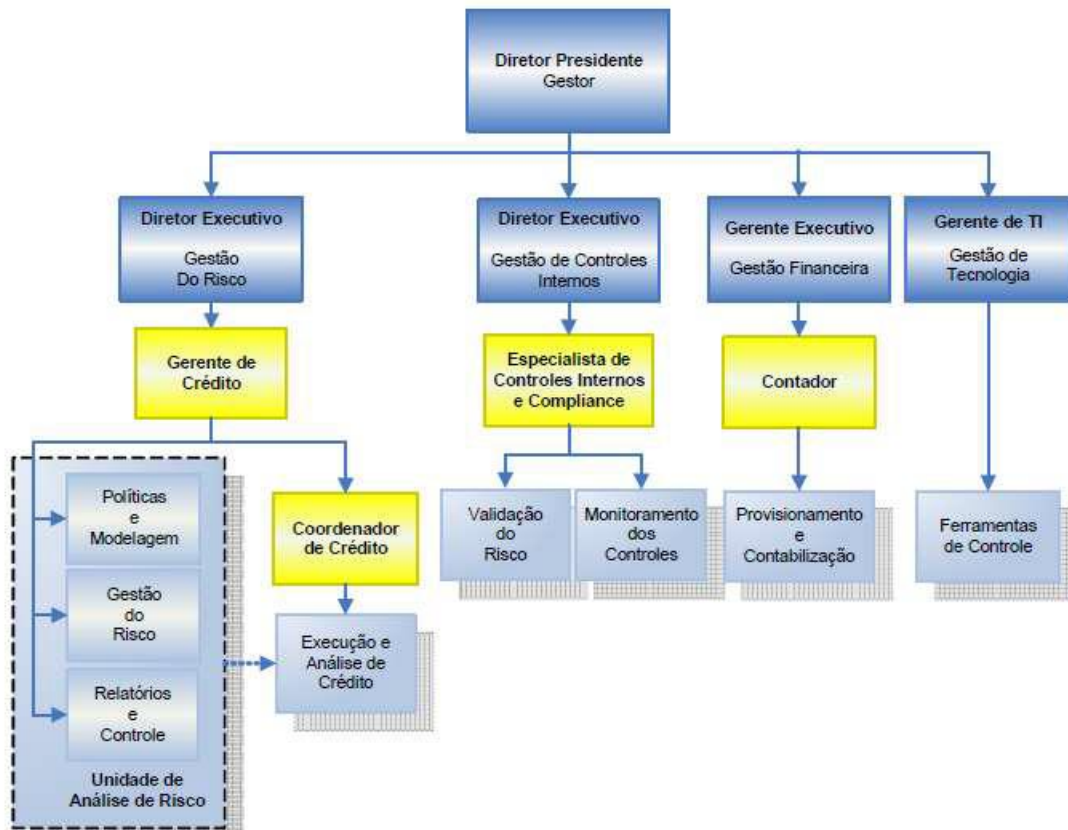 Diretor Presidente
Gestor
Diretor Executivo
Gestão
Do Risco
Diretor Executivo
Gestão de Controles
Internos
Gerente Executivo
Gestão Financeira
Gerente de TI
Gestão de
Tecnologia
Gerente de
Crédito
Especialista de
Controles Internos
e Compliance
Contador
Políticas
e
Modelagem
Gestão
do
Risco
Relatórios
e
Controle
Unidade de
Análise de Risco
Coordenador
de Crédito
Execução e
Análise de
Crédito
Validação
do
Risco
Monitoramento
dos
Controles
Provisionamento
e
Contabilização
Ferramentas
de Controle